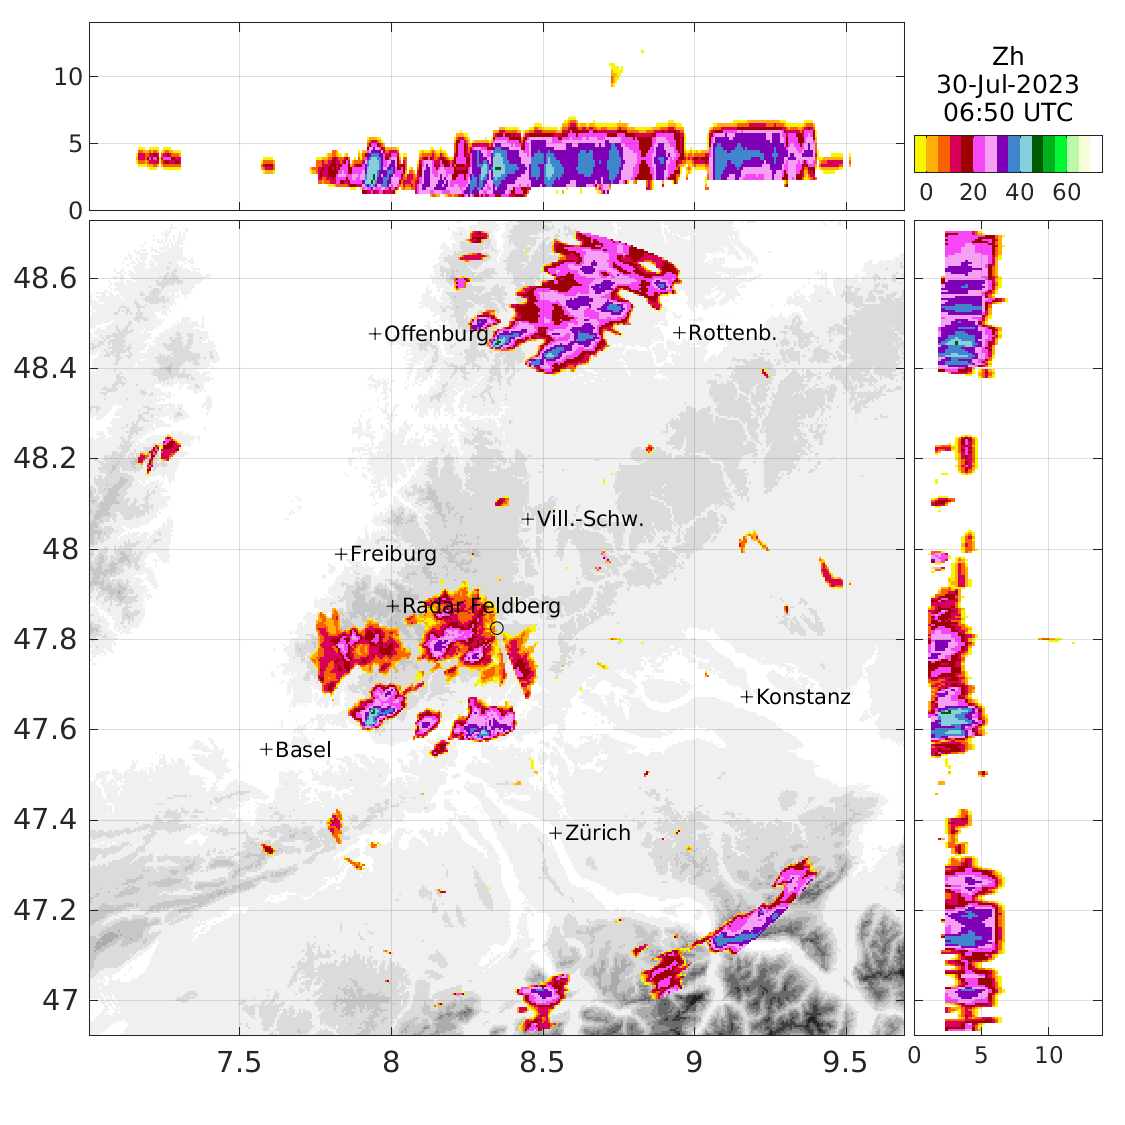 10
5
0
Zh
30-Jul-2023
06:50 UTC
0 20 40 60
48.6
48.4
48.2
48
47.8
47.6
47.4
47.2
47
+Offenburg
+Rottenb.
+Vill.-Schw.
+Freiburg
+Radar Feldberg
+Konstanz
+Basel
+Zürich
7.5 8 8.5 9 9.5
0 5 10